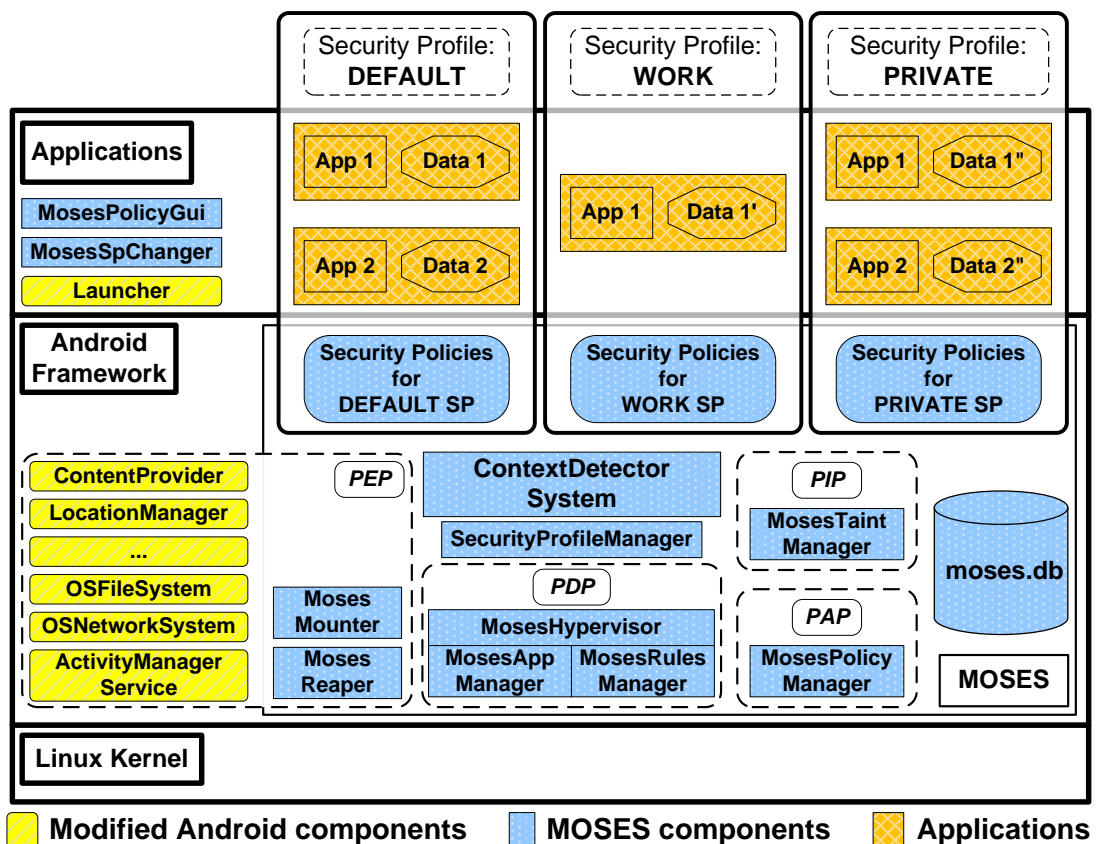 Security Profile:
DEFAULT
Security Profile:
WORK
Security Profile:
PRIVATE
Applications
MosesPolicyGui
MosesSpChanger
Launcher
App 1
Data 1
App 2
Data 2
App 1
Data 1'
App 1
Data 1"
App 2
Data 2"
Android
Framework
Security Policies
for
DEFAULT SP
Security Policies
for
WORK SP
Security Policies
for
PRIVATE SP
ContentProvider
LocationManager
...
OSFileSystem
OSNetworkSystem
ActivityManager
Service
PEP
Moses
Mounter
Moses
Reaper
ContextDetector
System
SecurityProfileManager
PDP
MosesHypervisor
MosesApp
Manager
MosesRules
Manager
PIP
MosesTaint
Manager
PAP
MosesPolicy
Manager
moses.db
MOSES
Linux Kernel
Modified Android components
MOSES components
Applications